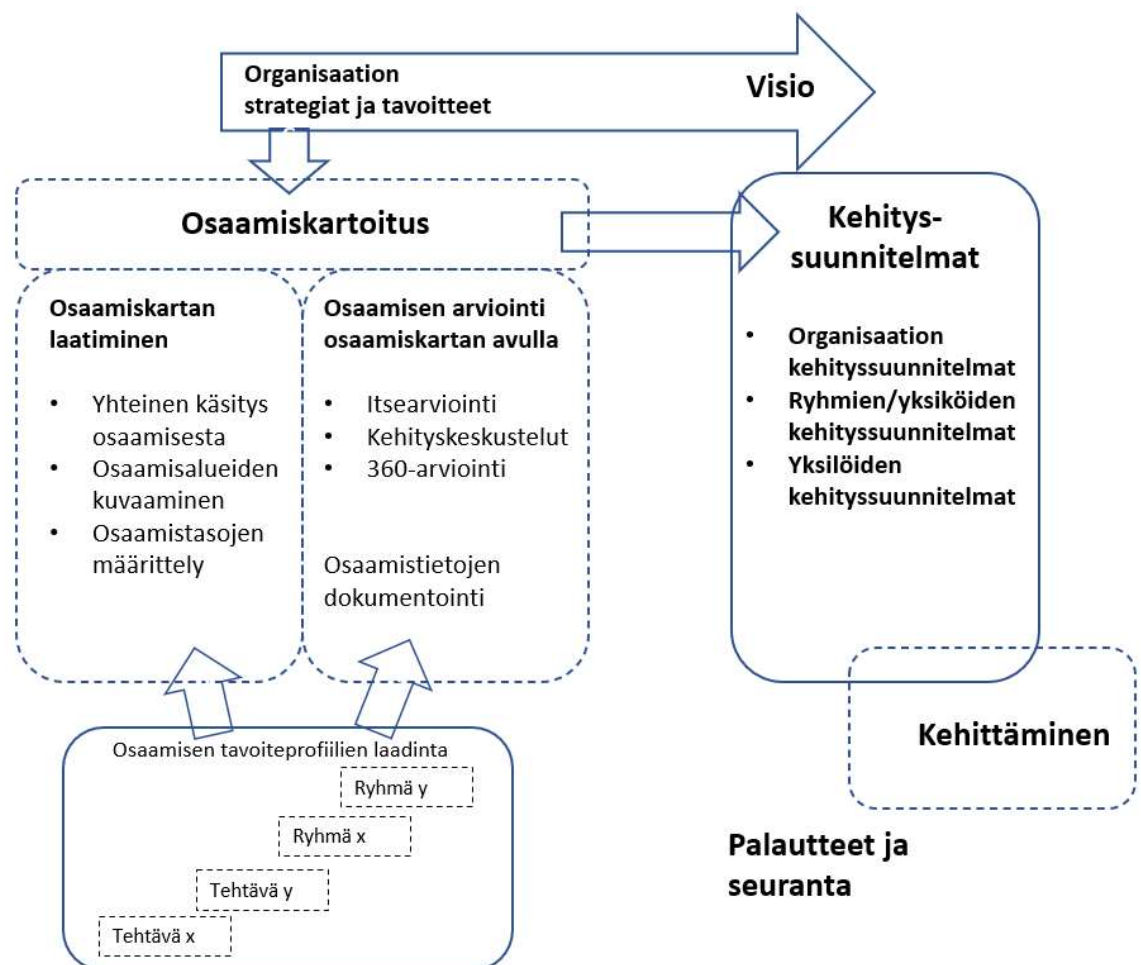 Organisaation
strategiat ja tavoitteet
Visio
Osaamiskartoitus
Kehitys-
suunnitelmat
Osaamiskartan
laatiminen
• Yhteinen käsitys
osaamisesta
• Osaamisalueiden
kuvaaminen
• Osaamistasojen
määrittely
Osaamisen arviointi
osaamiskartan avulla
• Itsearviointi
• Kehityskeskustelut
• 360-arviointi
Osaamistietojen
dokumentointi
• Organisaation
kehityssuunnitelmat
• Ryhmien/yksiköiden
kehityssuunnitelmat
• Yksilöiden
kehityssuunnitelmat
Kehittäminen
Osaamisen tavoiteprofiilien laadinta
Ryhmä y
Ryhmä x
Tehtävä y
Tehtävä x
Palautteet ja
seuranta